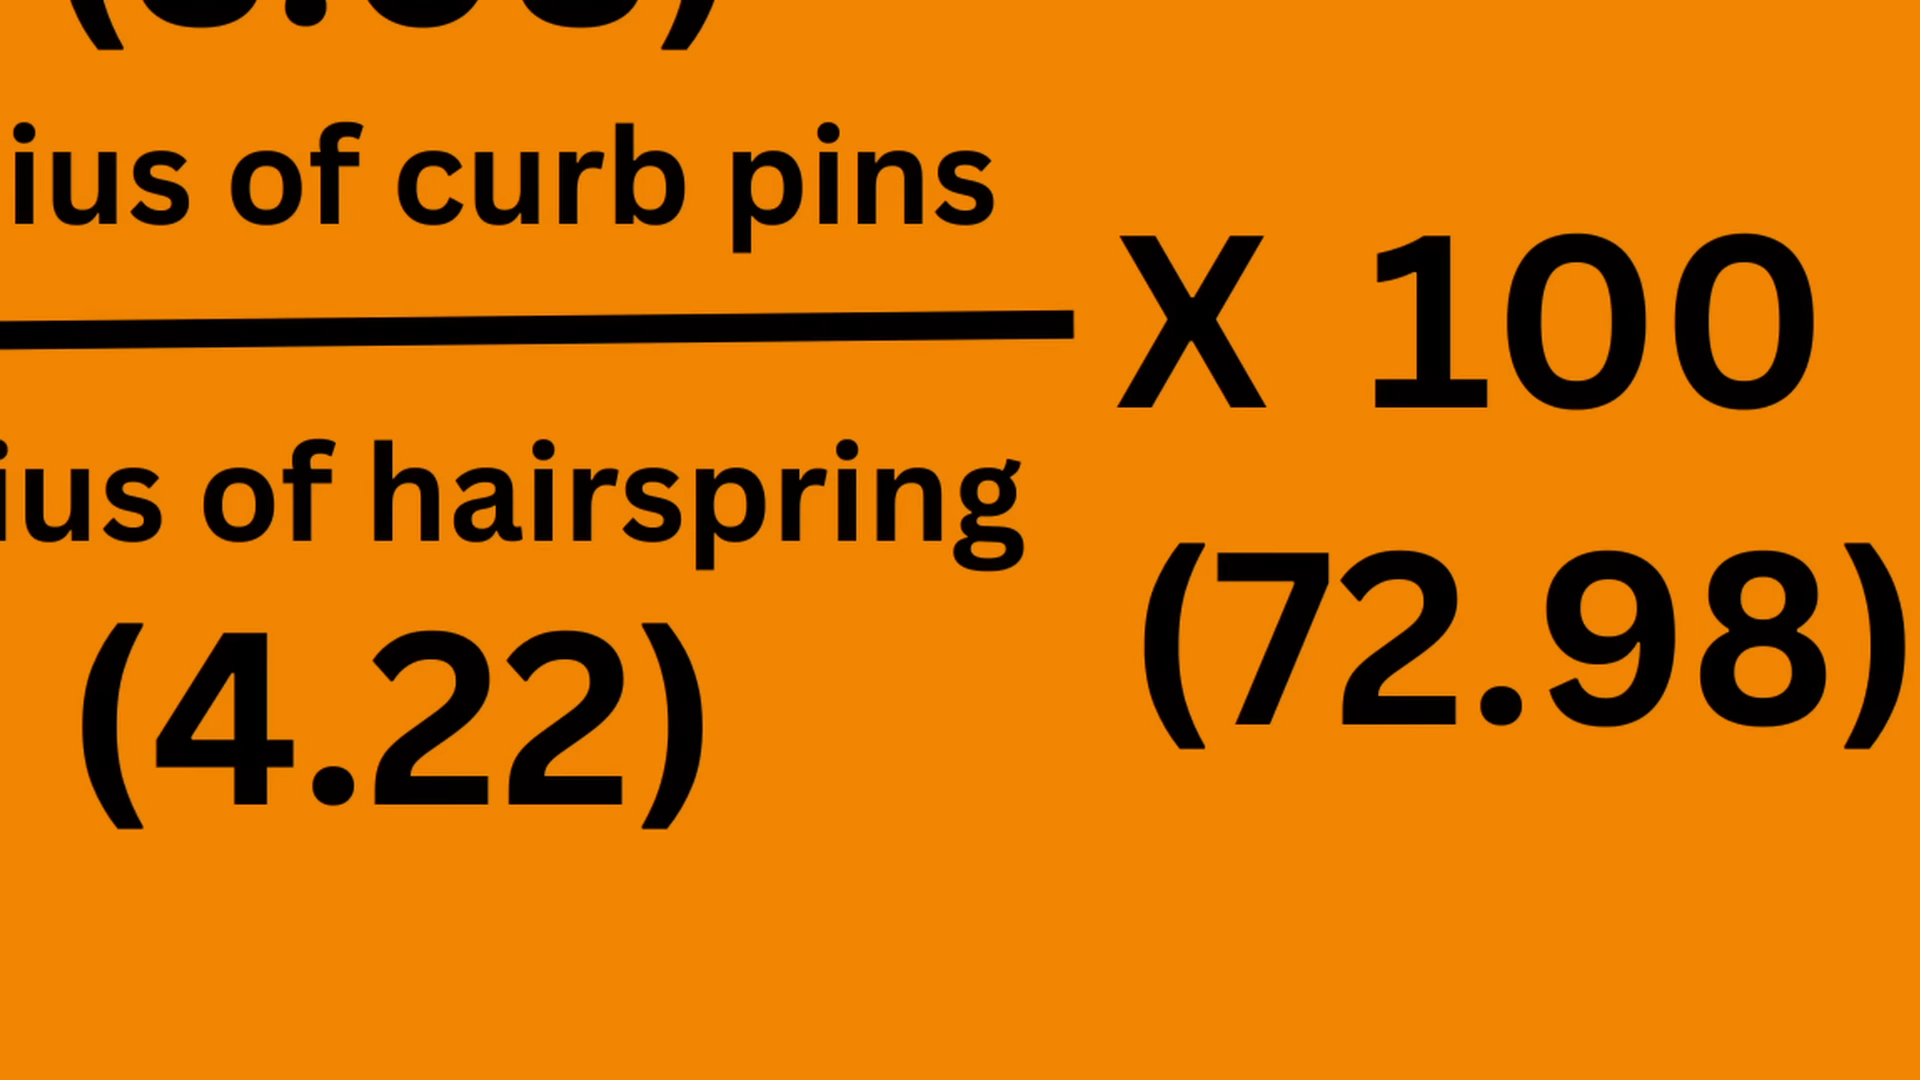 ius of curb pins
X 100
ius of hairspring
(72.98)
(4.22)